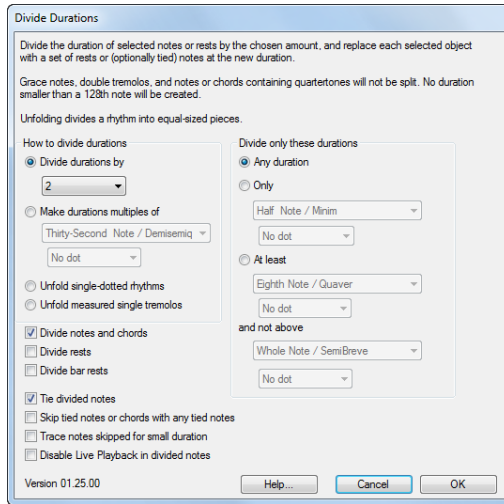 Divide Durations
Divide the duration of selected notes or rests by the chosen amount, and replace each selected object
with a set of rests or (optionally tied) notes at the new duration.
Grace notes, double tremolos, and notes or chords containing quartertones will not be split. No duration
smaller than a 128th note will be created.
Unfolding divides a rhythm into equal-sized pieces.
How to divide durations
Divide durations by
2
Make durations multiples of
Thirty-Second Note / Demisemiq
No dot
Unfold single-dotted rhythms
Unfold measured single tremolos
Divide only these durations
Any duration
Only
Half Note / Minim
No dot
At least
Eighth Note / Quaver
No dot
and not above
Whole Note / SemiBreve
No dot
Divide notes and chords
Divide rests
Divide bar rests
Tie divided notes
Skip tied notes or chords with any tied notes
Trace notes skipped for small duration
Disable Live Playback in divided notes
Version 01.25.00
Help...
Cancel
OK